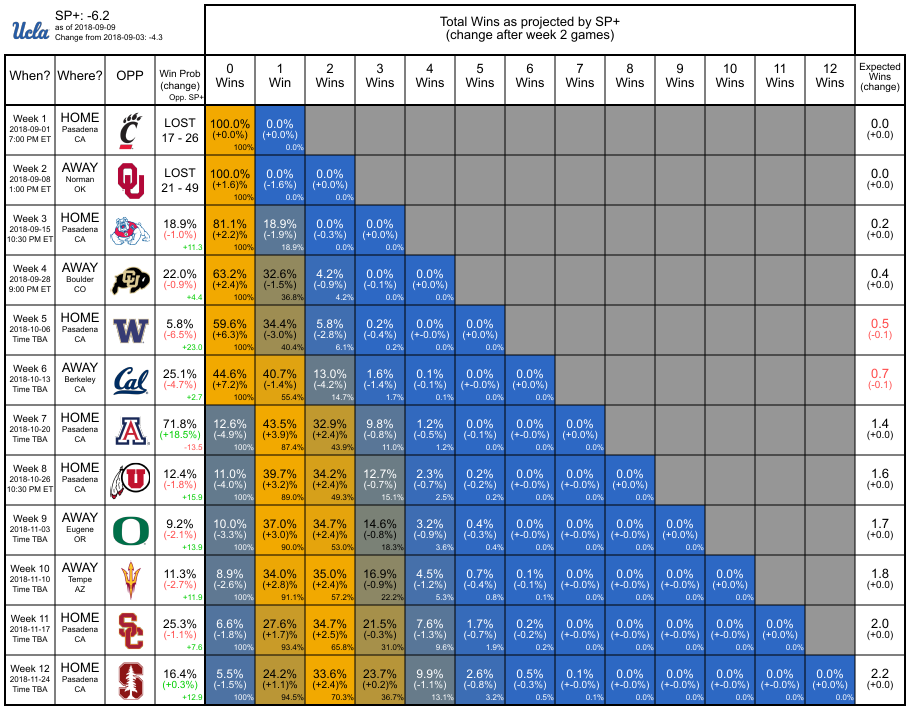 Ucla
SP+: -6.2
as of 2018-09-09
Change from 2018-09-03: -4.3
Total Wins as projected by SP+
(change after week 2 games)
When? Where? OPP Win Prob (change) Opp. SP+ 0 Wins 1 Win 2 Wins 3 Wins 4 Wins 5 Wins 6 Wins 7 Wins 8 Wins 9 Wins 10 Wins 11 Wins 12 Wins Expected Wins (change)
Week 1 HOME LOST 100.0% 0.0% 0.0
2018-09-01 Pasadena C 17 - 26 (+0.0%) (+0.0%) (+0.0)
7:00 PM ET CA 100% 0.0%
Week 2 AWAY LOST 100.0% 0.0% 0.0% 0.0
2018-09-08 Norman OU 21 - 49 (+1.6)% (-1.6% (+0.0%) (+0.0)
1:00 PM ET OK 100% 0.0% 0.0%
Week 3 HOME 18.9% 81.1% 18.9% 0.0% 0.0% 0.2
2018-09-15 Pasadena (-1.0%) (+2.2)% (-1.9%) (-0.3%) (+0.0%) (+0.0)
10:30 PM ET CA +11.3 100% 18.9% 0.0% 0.0%
Week 4 AWAY 22.0% 63.2% 32.6% 4.2% 0.0% 0.0% 0.4
2018-09-28 Boulder CU (-0.9%) (+2.4)% (-1.5%) (-0.9%) (-0.1%) (+0.0%) (+0.0)
9:00 PM ET CO +4.4 100% 36.8% 4.2% 0.0% 0.0%
Week 5 HOME 5.8% 59.6% 34.4% 5.8% 0.2% 0.0% 0.0% 0.5
2018-10-06 Pasadena W (-6.5%) (+6.3)% (-3.0%) (-2.8%) (-0.4%) (+-0.0%) (+0.0%) (-0.1)
Time TBA CA +23.0 100% 40.4% 6.1% 0.2% 0.0% 0.0%
Week 6 AWAY 25.1% 44.6% 40.7% 13.0% 1.6% 0.1% 0.0% 0.0% 0.7
2018-10-13 Berkeley Cal (-4.7%) (+7.2)% (-1.4%) (-4.2%) (-1.4%) (-0.1%) (+-0.0%) (+0.0%) (-0.1)
Time TBA CA +2.7 100% 55.4% 14.7% 1.7% 0.1% 0.0% 0.0%
Week 7 HOME 71.8% 12.6% 43.5% 32.9% 9.8% 1.2% 0.0% 0.0% 0.0% 1.4
2018-10-20 Pasadena A (+18.5%) (-4.9%) (+3.9)% (+2.4)% (-0.8%) (-0.5%) (-0.1%) (+-0.0%) (+0.0%) (+0.0)
Time TBA CA -13.5 100% 87.4% 43.9% 11.0% 1.2% 0.0% 0.0% 0.0%
Week 8 HOME 12.4% 11.0% 39.7% 34.2% 12.7% 2.3% 0.2% 0.0% 0.0% 0.0% 1.6
2018-10-26 Pasadena U (-1.8%) (-4.0%) (+3.2)% (+2.4)% (-0.7%) (-0.7%) (-0.2%) (+-0.0%) (+-0.0%) (+0.0%) (+0.0)
10:30 PM ET CA +15.9 100% 89.0% 49.3% 15.1% 2.5% 0.2% 0.0% 0.0% 0.0%
Week 9 AWAY 9.2% 10.0% 37.0% 34.7% 14.6% 3.2% 0.4% 0.0% 0.0% 0.0% 0.0% 1.7
2018-11-03 Eugene O (-2.1%) (-3.3%) (+3.0)% (+2.4)% (-0.8%) (-0.9%) (-0.3%) (+-0.0%) (+-0.0%) (+-0.0%) (+0.0%) (+0.0)
Time TBA OR +13.9 100% 90.0% 53.0% 18.3% 3.6% 0.4% 0.0% 0.0% 0.0% 0.0%
Week 10 AWAY 11.3% 8.9% 34.0% 35.0% 16.9% 4.5% 0.7% 0.1% 0.0% 0.0% 0.0% 0.0% 1.8
2018-11-10 Tempe (-2.7%) (-2.6%) (+2.8)% (+2.4)% (-0.9%) (-1.2%) (-0.4%) (-0.1%) (+-0.0%) (+-0.0%) (+-0.0%) (+0.0%) (+0.0)
Time TBA AZ +11.9 100% 91.1% 57.2% 22.2% 5.3% 0.8% 0.1% 0.0% 0.0% 0.0% 0.0%
Week 11 HOME 25.3% 6.6% 27.6% 34.7% 21.5% 7.6% 1.7% 0.2% 0.0% 0.0% 0.0% 0.0% 0.0% 2.0
2018-11-17 Pasadena SC (-1.1%) (-1.8%) (+1.7)% (+2.5)% (-0.3%) (-1.3%) (-0.7%) (-0.2%) (+-0.0%) (+-0.0%) (+-0.0%) (+-0.0%) (+0.0%) (+0.0)
Time TBA CA +7.6 100% 93.4% 65.8% 31.0% 9.6% 1.9% 0.2% 0.0% 0.0% 0.0% 0.0% 0.0%
Week 12 HOME 16.4% 5.5% 24.2% 33.6% 23.7% 9.9% 2.6% 0.5% 0.1% 0.0% 0.0% 0.0% 0.0% 0.0% 2.2
2018-11-24 Pasadena S (+0.3%) (-1.5%) (+1.1)% (+2.4)% (+0.2)% (-1.1%) (-0.8%) (-0.3%) (+-0.0%) (+-0.0%) (+-0.0%) (+-0.0%) (+-0.0%) (+0.0%) (+0.0)
Time TBA CA +12.9 100% 94.5% 70.3% 36.7% 13.1% 3.2% 0.5% 0.1% 0.0% 0.0% 0.0% 0.0% 0.0%